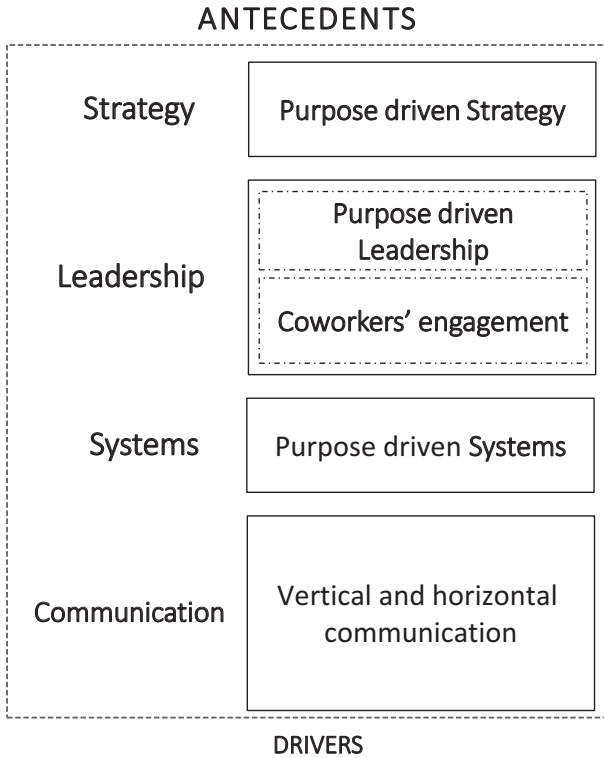 ANTECEDENTS
Strategy
Purpose driven Strategy
Leadership
Purpose driven
Leadership
Coworkers’ engagement
Systems
Purpose driven Systems
Communication
Vertical and horizontal
communication
DRIVERS